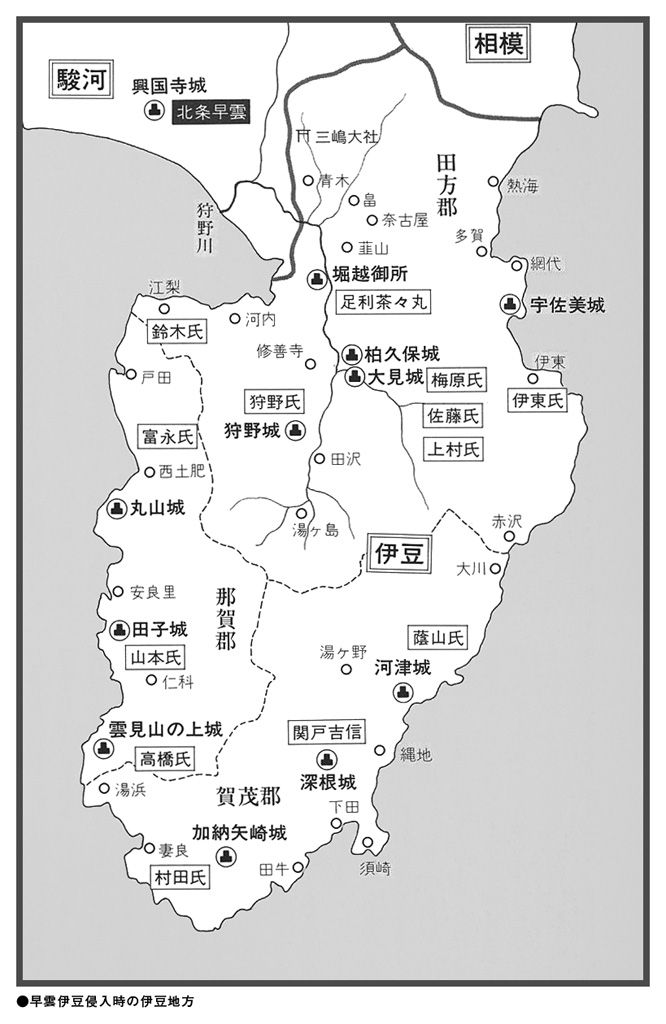 相模
駿河
興国寺城
北条早雲
三嶋大社
田方郡
青木
熱海
畠
奈古屋
狩野川
多賀
韮山
網代
堀越御所
江梨
足利茶々丸
宇佐美城
鈴木氏
河内
修善寺
柏久保城
伊東
戸田
大見城
梅原氏
狩野氏
伊東氏
佐藤氏
富永氏
狩野城
上村氏
田沢
西土肥
丸山城
湯ヶ島
赤沢
伊豆
大川
安良里
那賀郡
田子城
蔭山氏
山本氏
湯ヶ野
河津城
仁科
雲見山の上城
関戸吉信
高橋氏
縄地
深根城
湯浜
賀茂郡
下田
加納矢崎城
妻良
田牛
須崎
村田氏
●早雲伊豆侵入時の伊豆地方